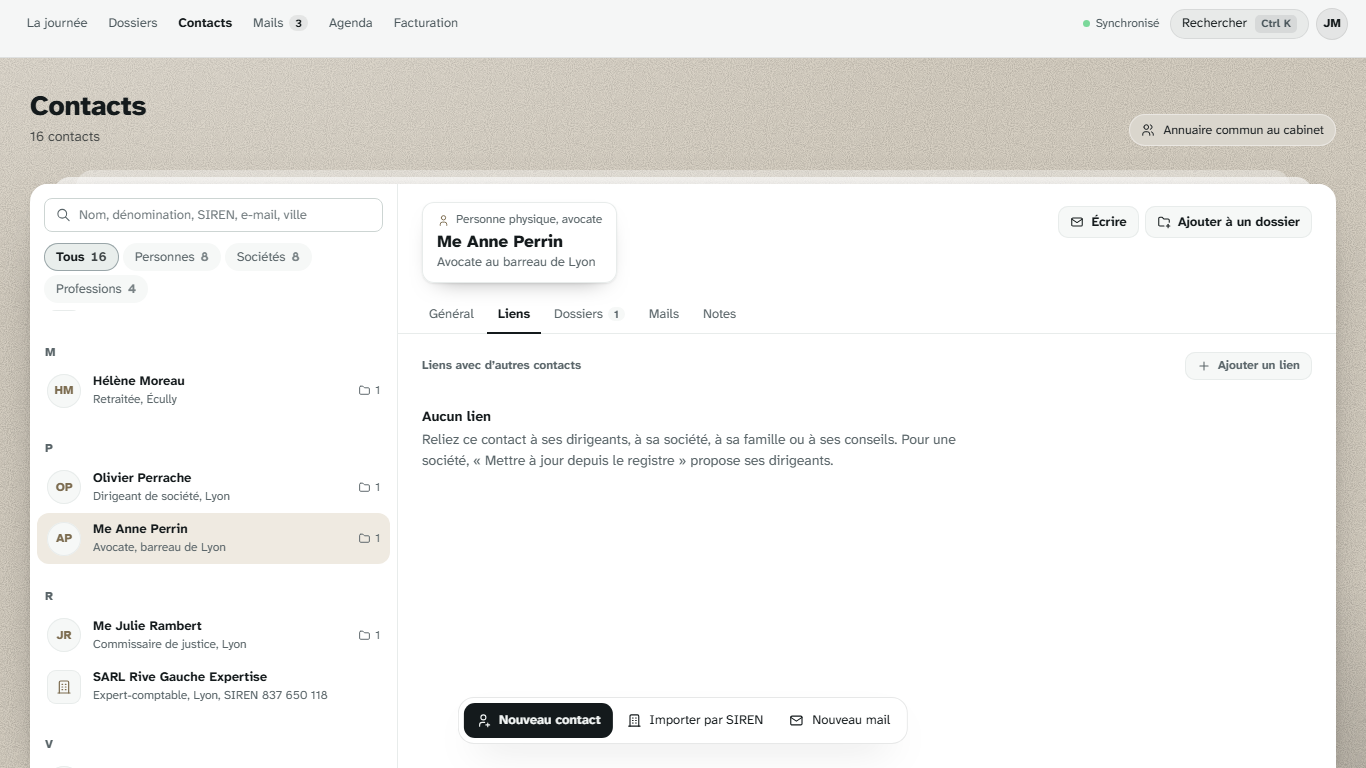 La journée
Dossiers
Contacts
Mails 3
Agenda
Facturation
Synchronisé
Rechercher Ctrl K
JM
Contacts
16 contacts
Annuaire commun au cabinet
Nom, dénomination, SIREN, e-mail, ville
Tous 16
Personnes 8
Sociétés 8
Professions 4
M
HM
Hélène Moreau
Retraitée, Écully
1
P
OP
Olivier Perrache
Dirigeant de société, Lyon
1
AP
Me Anne Perrin
Avocate, barreau de Lyon
1
R
JR
Me Julie Rambert
Commissaire de justice, Lyon
1
SARL Rive Gauche Expertise
Expert-comptable, Lyon, SIREN 837 650 118
V
Personne physique, avocate
Me Anne Perrin
Avocate au barreau de Lyon
Écrire
Ajouter à un dossier
Général
Liens
Dossiers 1
Mails
Notes
Liens avec d'autres contacts
Ajouter un lien
Aucun lien
Reliez ce contact à ses dirigeants, à sa société, à sa famille ou à ses conseils. Pour une
société, « Mettre à jour depuis le registre » propose ses dirigeants.
Nouveau contact
Importer par SIREN
Nouveau mail